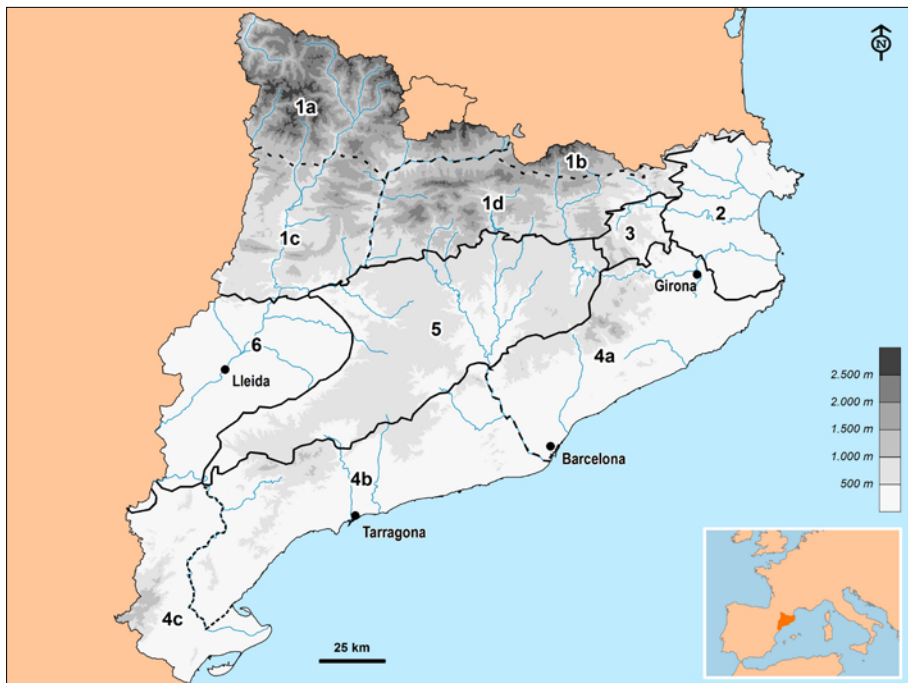 N
1a
1b
1d
2
1c
3
Girona
5
6
4a
Lleida
2.500 m
2.000 m
1.500 m
1.000 m
500 m
Barcelona
4b
Tarragona
4c
25 km